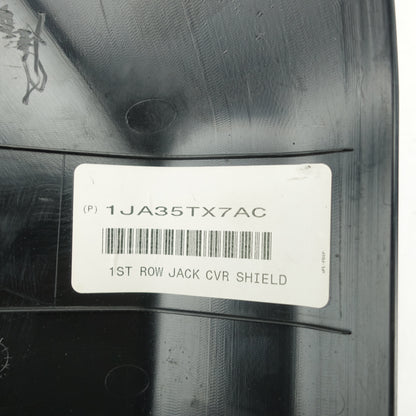 (P) 1JA35TX7AC
1ST ROW JACK CVR SHIELD